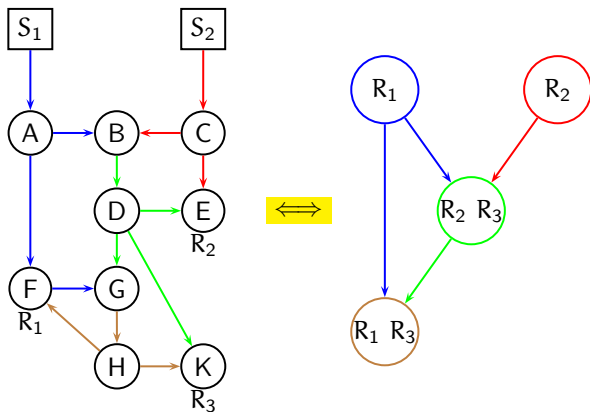 S₁ S₂
R₁ R₂
A B C
D E
R₂
R₂ R₃
⟺
F G
R₁
R₁ R₃
H K
R₃